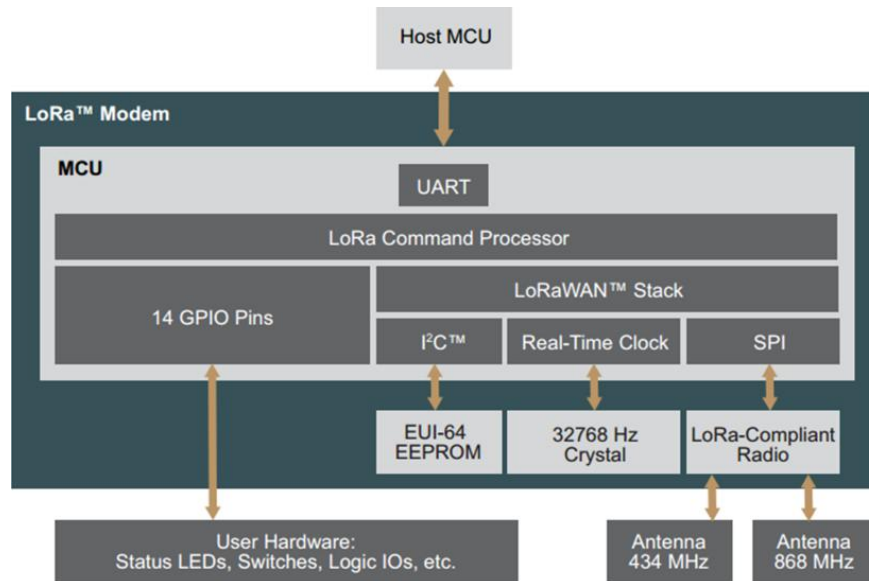 Host MCU
LoRa™ Modem
MCU
UART
LoRa Command Processor
14 GPIO Pins
LoRaWAN™ Stack
I²C™
Real-Time Clock
SPI
EUI-64
EEPROM
32768 Hz
Crystal
LoRa-Compliant
Radio
User Hardware:
Status LEDs, Switches, Logic IOs, etc.
Antenna
434 MHz
Antenna
868 MHz